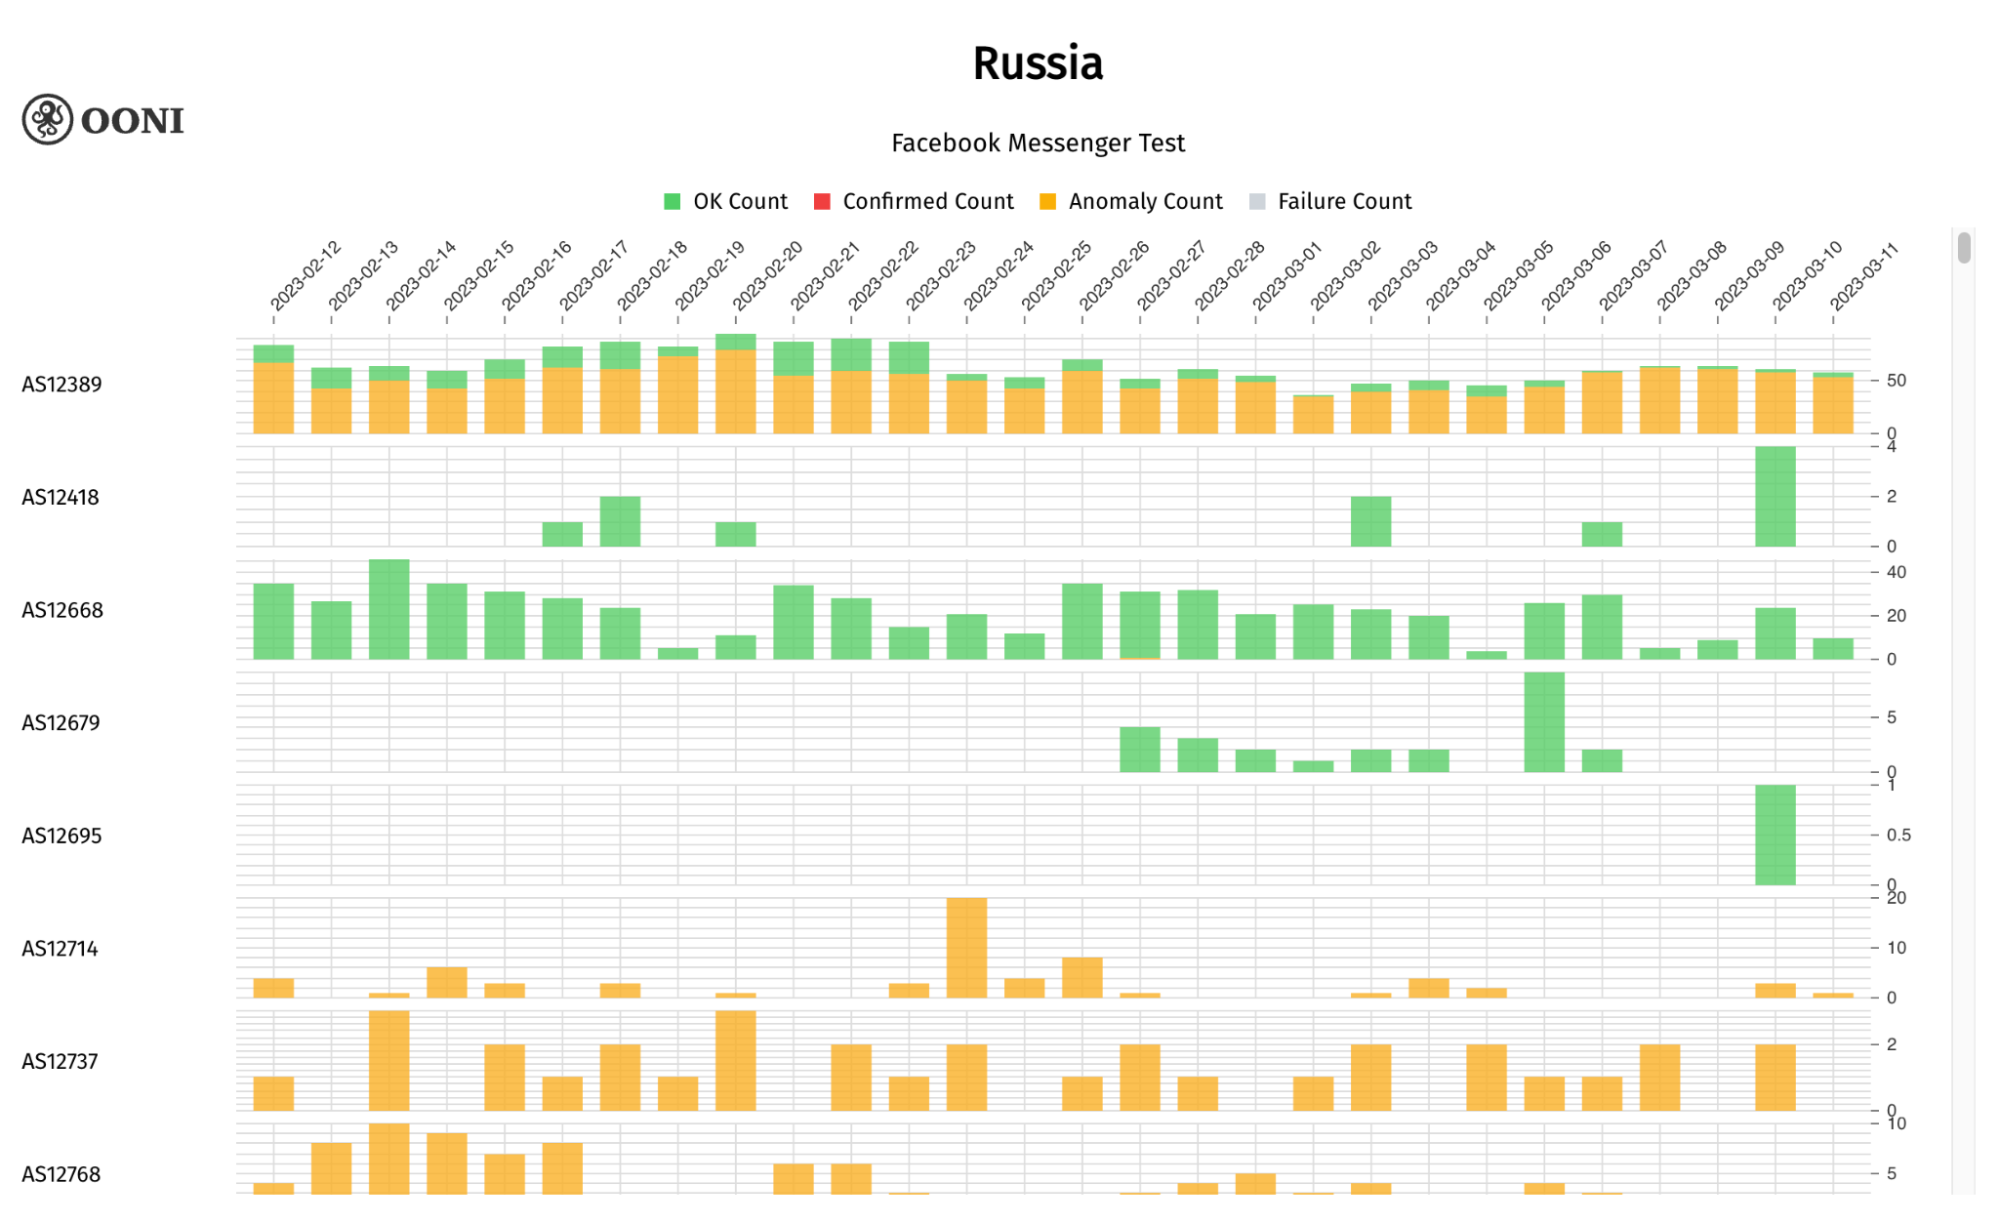 Russia
OONI
Facebook Messenger Test
OK Count Confirmed Count Anomaly Count Failure Count
2023-02-12 2023-02-13 2023-02-14 2023-02-15 2023-02-16 2023-02-17 2023-02-18 2023-02-19 2023-02-20 2023-02-21 2023-02-22 2023-02-23 2023-02-24 2023-02-25 2023-02-26 2023-02-27 2023-02-28 2023-03-01 2023-03-02 2023-03-03 2023-03-04 2023-03-05 2023-03-06 2023-03-07 2023-03-08 2023-03-09 2023-03-10 2023-03-11
AS12389
50
0
AS12418
4
2
0
AS12668
40
20
0
AS12679
5
0
AS12695
1
0.5
0
AS12714
20
10
0
AS12737
2
0
AS12768
10
5